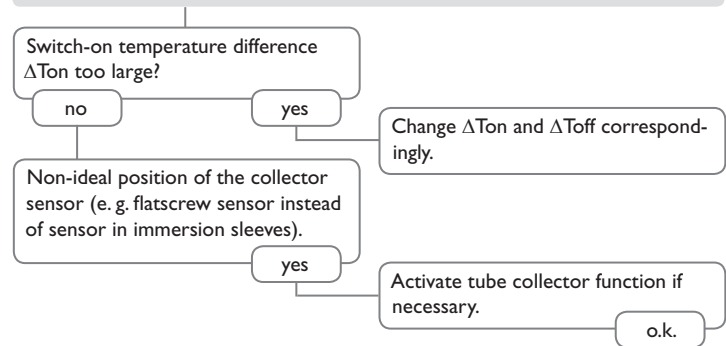 Switch-on temperature difference
ΔTon too large?
no
yes
Change ΔTon and ΔToff correspond-
ingly.
Non-ideal position of the collector
sensor (e. g. flatscrew sensor instead
of sensor in immersion sleeves).
yes
Activate tube collector function if
necessary.
o.k.